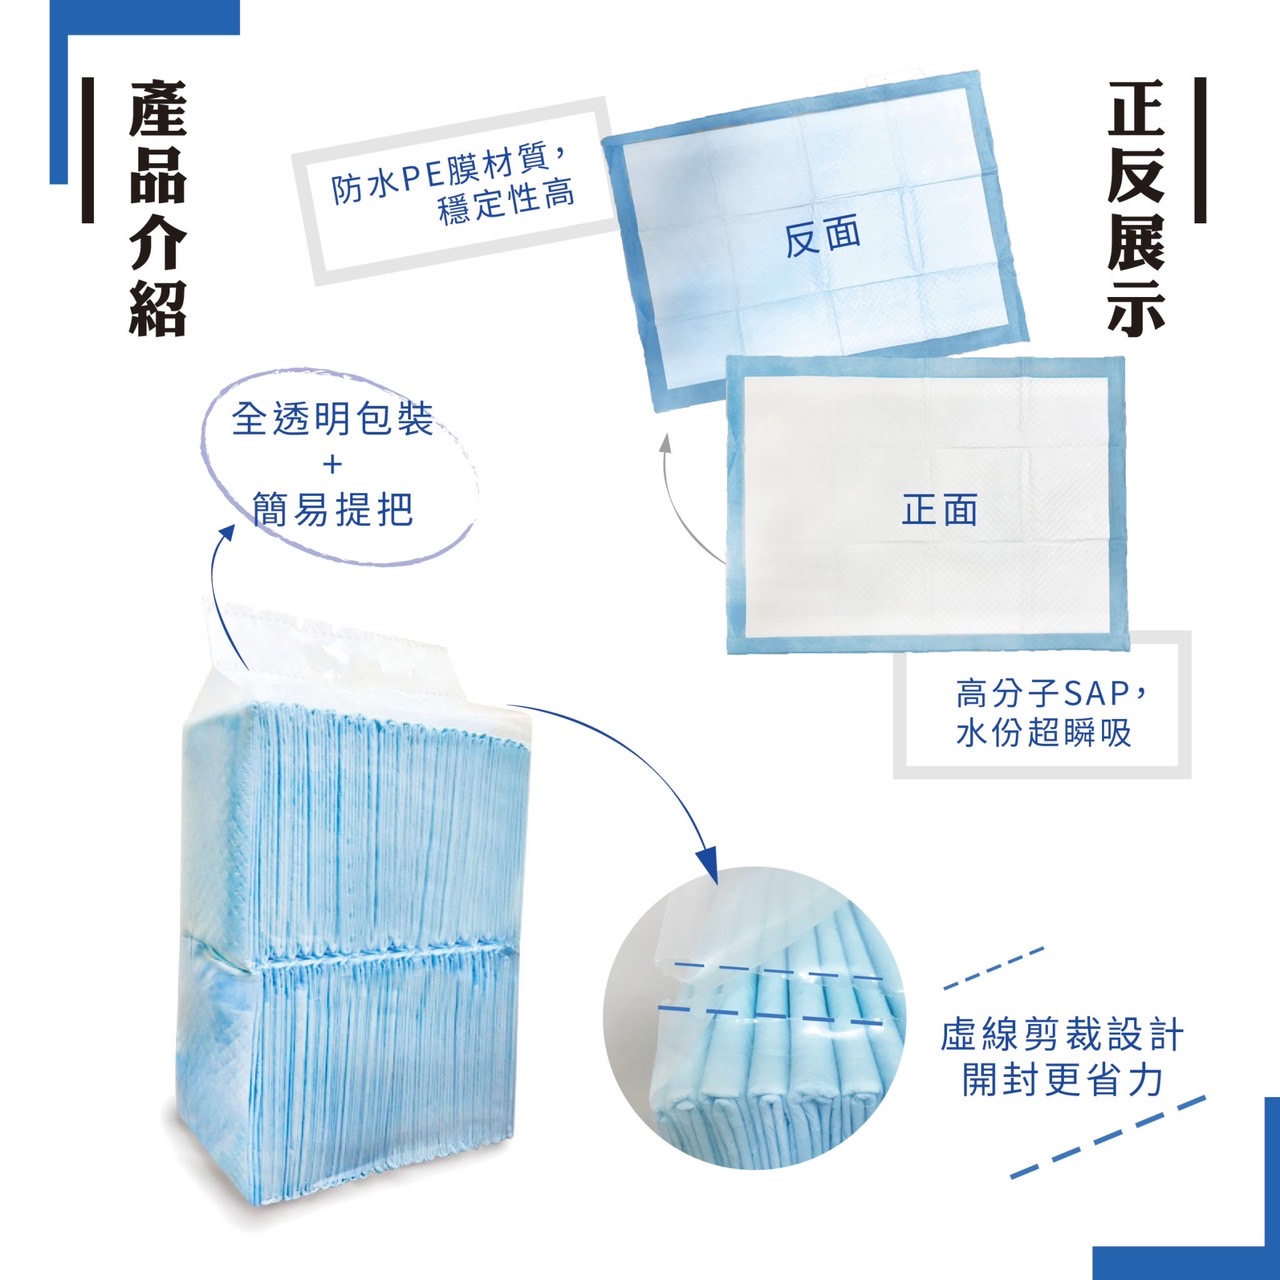 產品介紹
正反展示
防水PE膜材質，
穩定性高
反面
正面
高分子SAP，
水份超瞬吸
全透明包裝
+
簡易提把
虛線剪裁設計
開封更省力